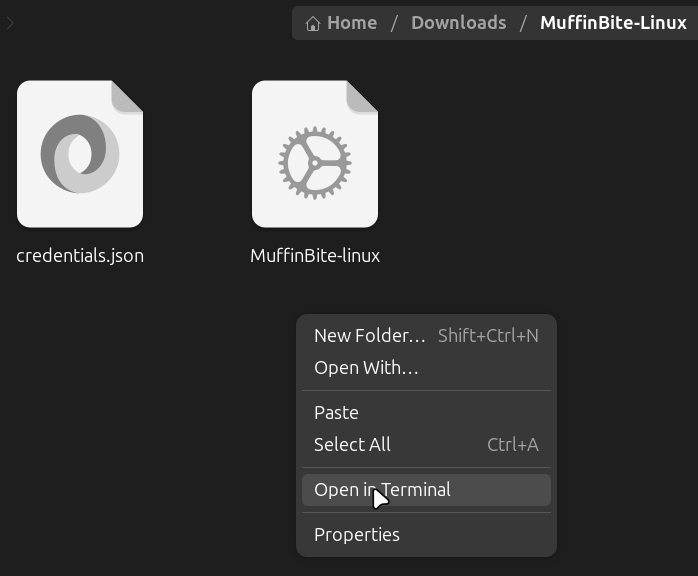 Home / Downloads / MuffinBite-Linux
credentials.json
MuffinBite-linux
New Folder… Shift+Ctrl+N
Open With…
Paste
Select All Ctrl+A
Open in Terminal
Properties